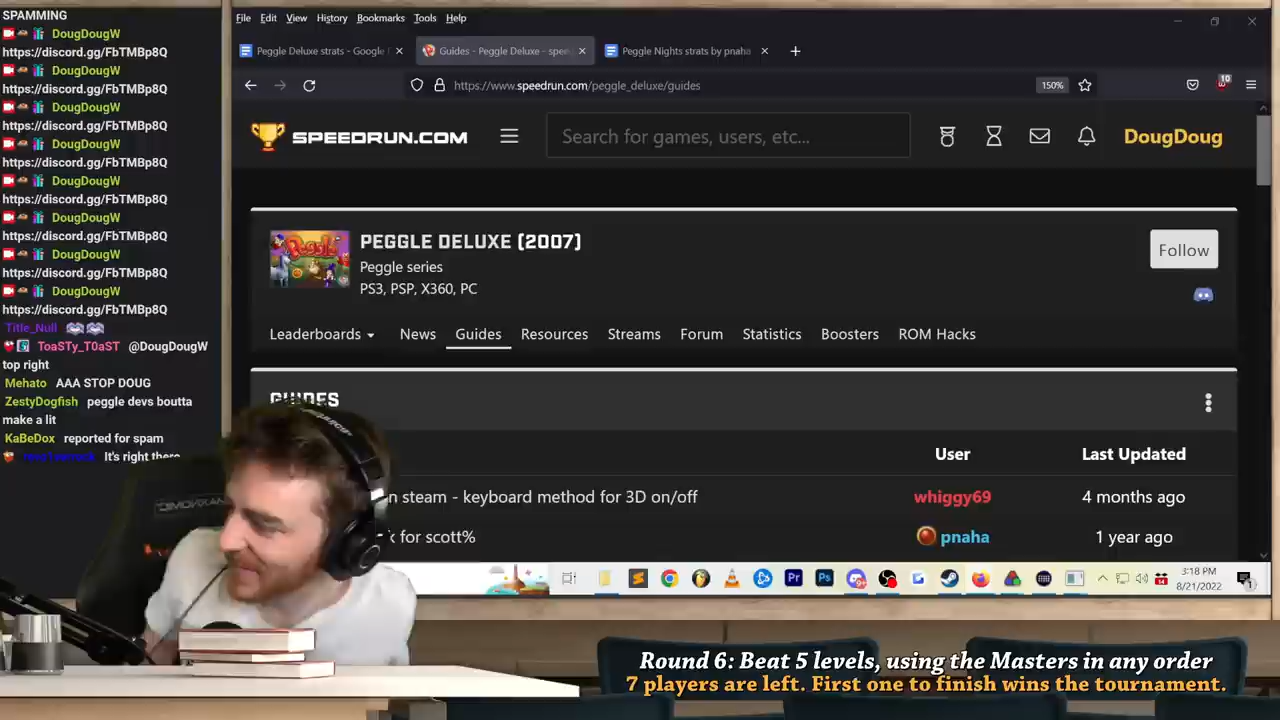 SPAMMING
DougDougW
https://discord.gg/FbTMBp8Q
DougDougW
https://discord.gg/FbTMBp8Q
DougDougW
https://discord.gg/FbTMBp8Q
DougDougW
https://discord.gg/FbTMBp8Q
DougDougW
https://discord.gg/FbTMBp8Q
DougDougW
https://discord.gg/FbTMBp8Q
DougDougW
https://discord.gg/FbTMBp8Q
DougDougW
https://discord.gg/FbTMBp8Q
Title_Null
ToaSTy_T0aST @DougDougW
top right
Mehato AAA STOP DOUG
ZestyDogfish peggle devs boutta
make a lit
KaBeDox reported for spam
It's right there
File Edit View History Bookmarks Tools Help
Peggle Deluxe strats - Google
Guides - Peggle Deluxe - spee
Peggle Nights strats by pnaha
https://www.speedrun.com/peggle_deluxe/guides
150%
10
SPEEDRUN.COM
Search for games, users, etc...
DougDoug
Peggle
PEGGLE DELUXE (2007)
Peggle series
PS3, PSP, X360, PC
Follow
Leaderboards News Guides Resources Streams Forum Statistics Boosters ROM Hacks
GUIDES
User Last Updated
n steam - keyboard method for 3D on/off whiggy69 4 months ago
k for scott% pnaha 1 year ago
Pr Ps
3:18 PM
8/21/2022
1
Round 6: Beat 5 levels, using the Masters in any order
7 players are left. First one to finish wins the tournament.